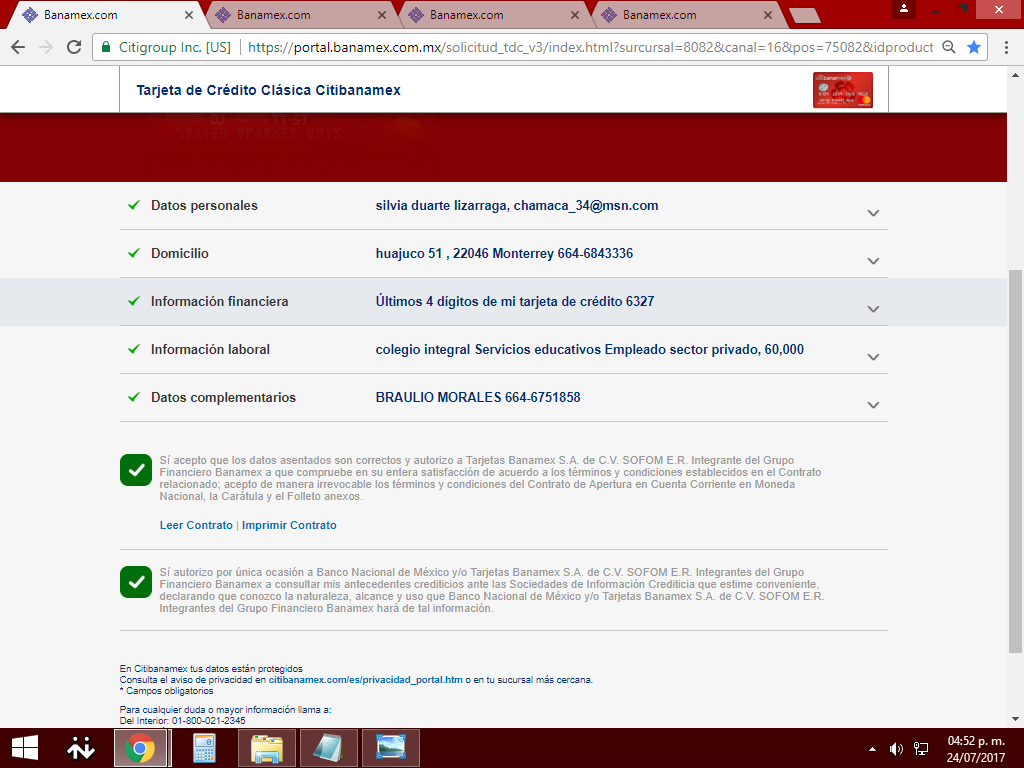 Banamex.com
Banamex.com
Banamex.com
Banamex.com
Citigroup Inc. [US]
https://portal.banamex.com.mx/solicitud_tdc_v3/index.html?sursursal=8082&canal=16&pos=75082&idproduct
Tarjeta de Crédito Clásica Citibanamex
Datos personales
silvia duarte lizarraga, chamaca_34@msn.com
Domicilio
huajuco 51 , 22046 Monterrey 664-6843336
Información financiera
Últimos 4 dígitos de mi tarjeta de crédito 6327
Información laboral
colegio integral Servicios educativos Empleado sector privado, 60,000
Datos complementarios
BRAULIO MORALES 664-6751858
Sí acepto que los datos asentados son correctos y autorizo a Tarjetas Banamex S.A. de C.V. SOFOM E.R. Integrante del Grupo
Financiero Banamex a que compruebe en su entera satisfacción de acuerdo a los términos y condiciones establecidos en el Contrato
relacionado; acepto de manera irrevocable los términos y condiciones del Contrato de Apertura en Cuenta Corriente en Moneda
Nacional, la Carátula y el Folleto anexos.
Leer Contrato | Imprimir Contrato
Sí autorizo por única ocasión a Banco Nacional de México y/o Tarjetas Banamex S.A. de C.V. SOFOM E.R. Integrantes del Grupo
Financiero Banamex a consultar mis antecedentes crediticios ante las Sociedades de Información Crediticia que estime conveniente,
declarando que conozco la naturaleza, alcance y uso que Banco Nacional de México y/o Tarjetas Banamex S.A. de C.V. SOFOM E.R.
Integrantes del Grupo Financiero Banamex hará de tal información.
En Citibanamex tus datos están protegidos
Consulta el aviso de privacidad en citibanamex.com/es/privacidad_portal.htm o en tu sucursal más cercana.
* Campos obligatorios
Para cualquier duda o mayor información llama a:
Del Interior: 01-800-021-2345
04:52 p. m.
24/07/2017